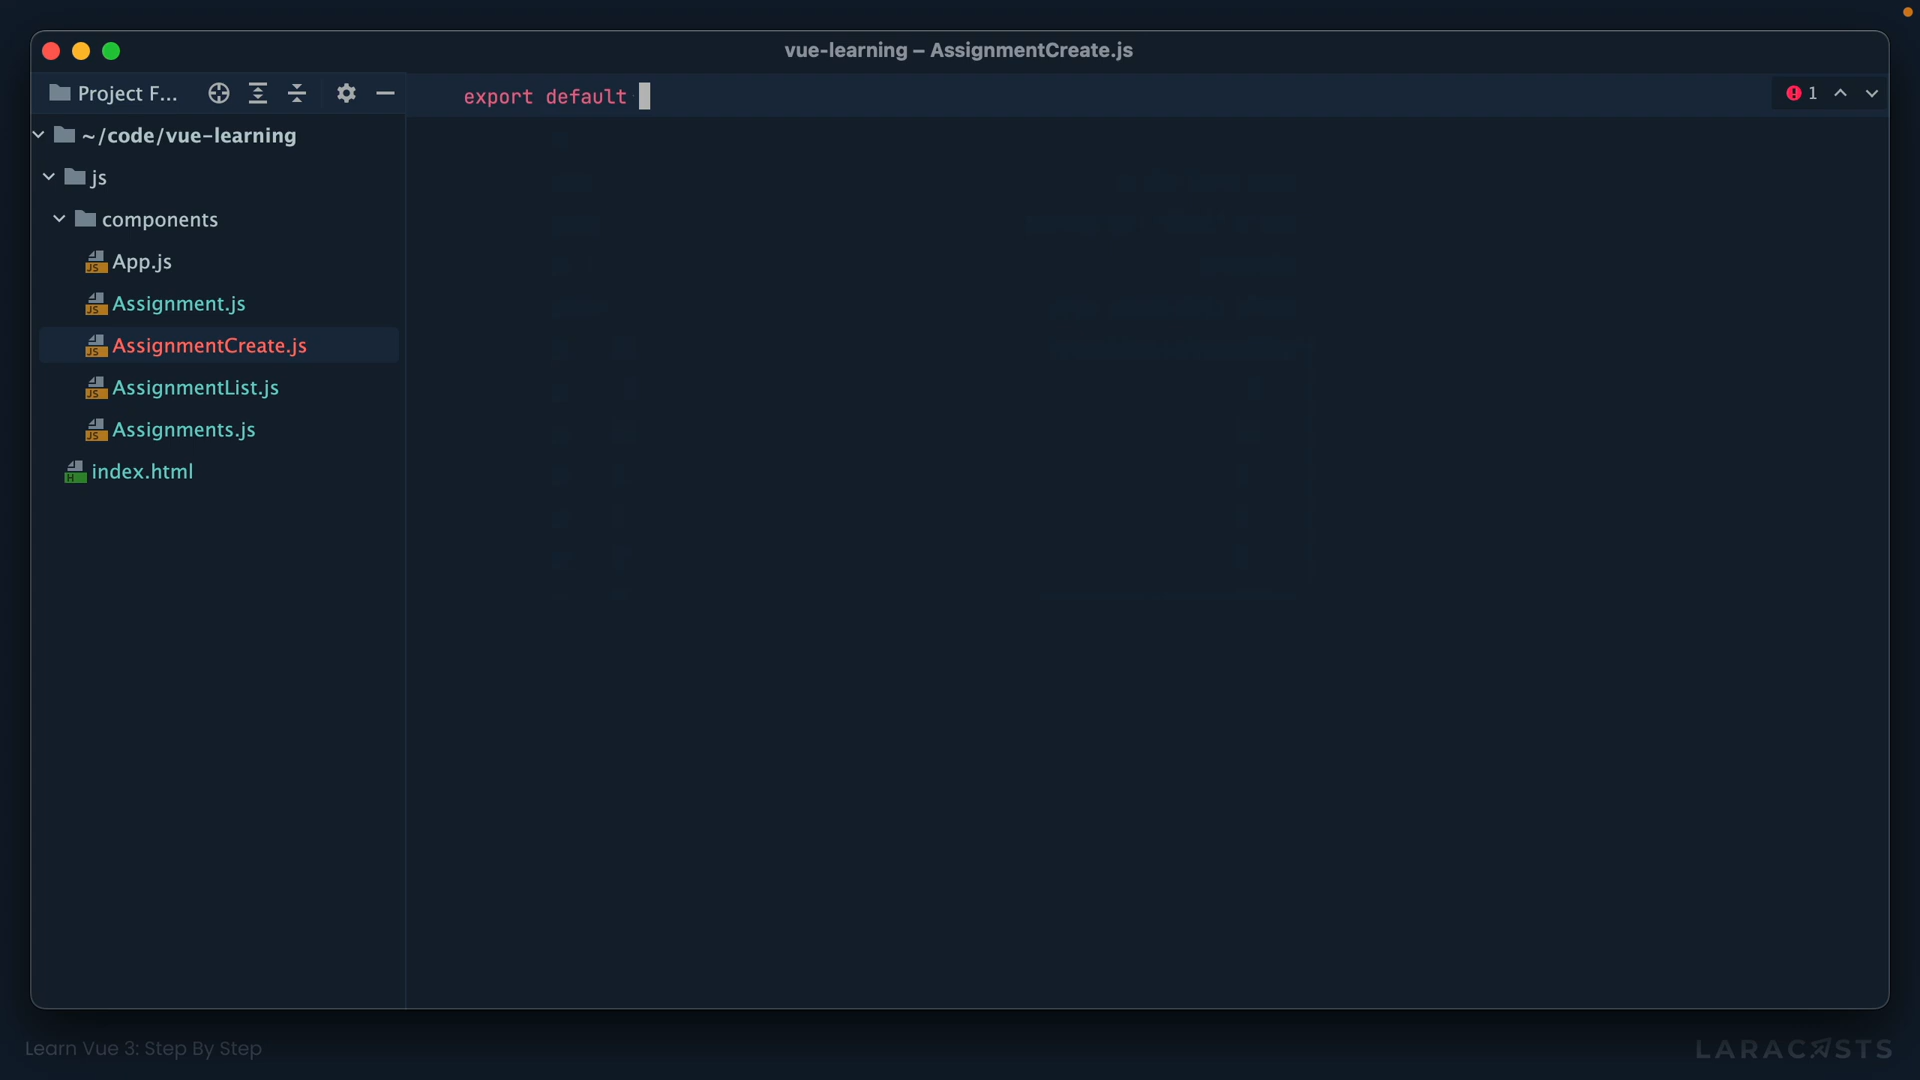 vue-learning – AssignmentCreate.js
Project F...
export default
1
~/code/vue-learning
js
components
App.js
Assignment.js
AssignmentCreate.js
AssignmentList.js
Assignments.js
index.html
Learn Vue 3: Step By Step
LARACASTS